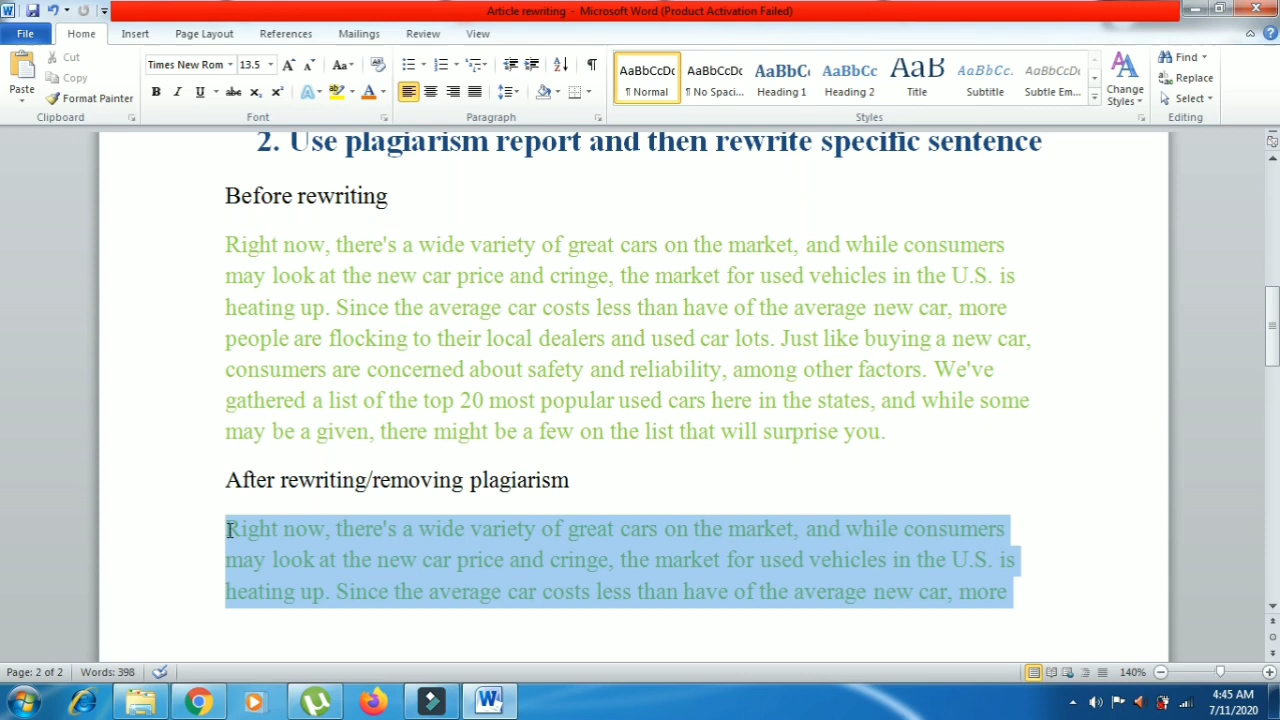 Article rewriting - Microsoft Word (Product Activation Failed)
File Home Insert Page Layout References Mailings Review View
Paste
Cut
Copy
Format Painter
Clipboard
Times New Rom 13.5
Font
Paragraph
AaBbCcDc AaBbCcDc AaBbC AaBbCc AaB AaBbCc. AaBbCcDc
¶ Normal ¶ No Spaci... Heading 1 Heading 2 Title Subtitle Subtle Em...
Change
Styles
Styles
Find
Replace
Select
Editing
2. Use plagiarism report and then rewrite specific sentence
Before rewriting
Right now, there's a wide variety of great cars on the market, and while consumers
may look at the new car price and cringe, the market for used vehicles in the U.S. is
heating up. Since the average car costs less than have of the average new car, more
people are flocking to their local dealers and used car lots. Just like buying a new car,
consumers are concerned about safety and reliability, among other factors. We've
gathered a list of the top 20 most popular used cars here in the states, and while some
may be a given, there might be a few on the list that will surprise you.
After rewriting/removing plagiarism
Right now, there's a wide variety of great cars on the market, and while consumers
may look at the new car price and cringe, the market for used vehicles in the U.S. is
heating up. Since the average car costs less than have of the average new car, more
Page: 2 of 2 Words: 398 140%
4:45 AM
7/11/2020